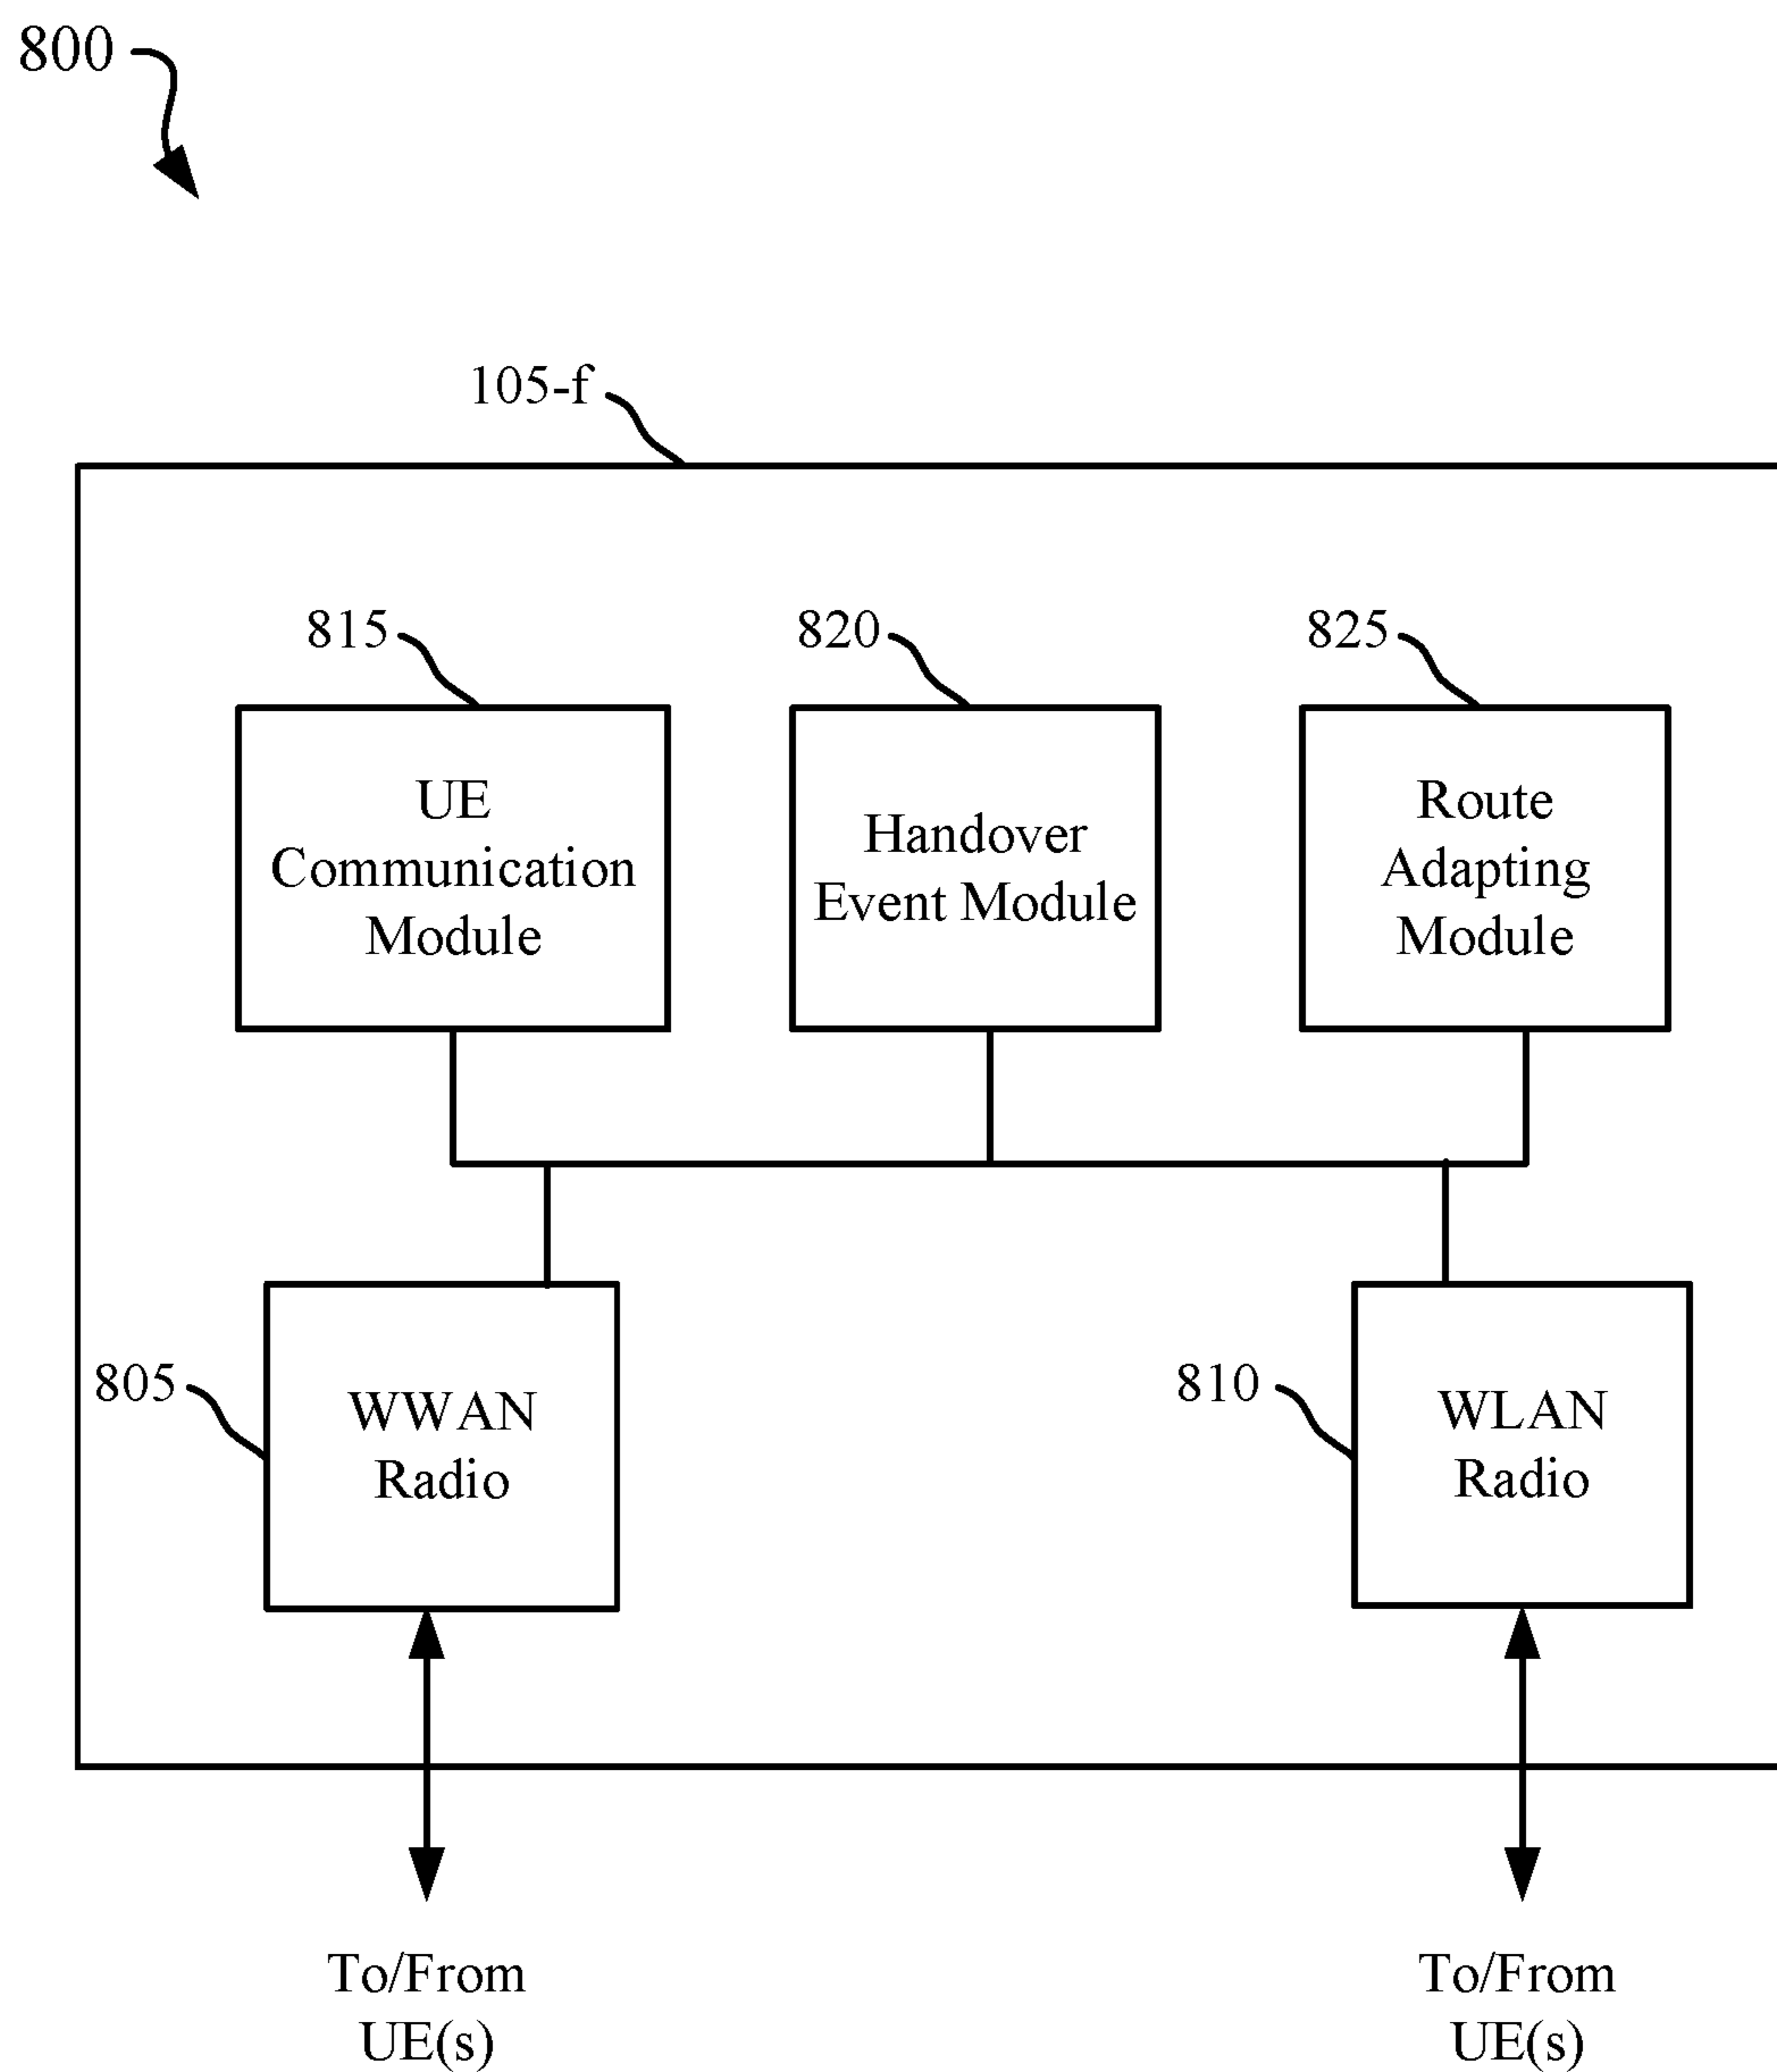 800
105-f
815
820
825
UE
Communication
Module
Handover
Event Module
Route
Adapting
Module
805
WWAN
Radio
810
WLAN
Radio
To/From
UE(s)
To/From
UE(s)